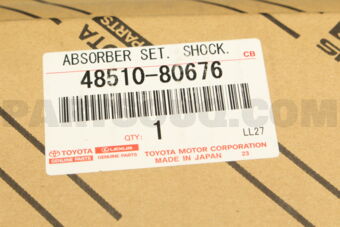 ABSORBER SET. SHOCK.
CB
48510-80676
QTY:
1
LL27
TOYOTA
GENUINE PARTS
LEXUS
GENUINE PARTS
TOYOTA MOTOR CORPORATION
MADE IN JAPAN 23
TOYOTA
PARTSOUQ.COM